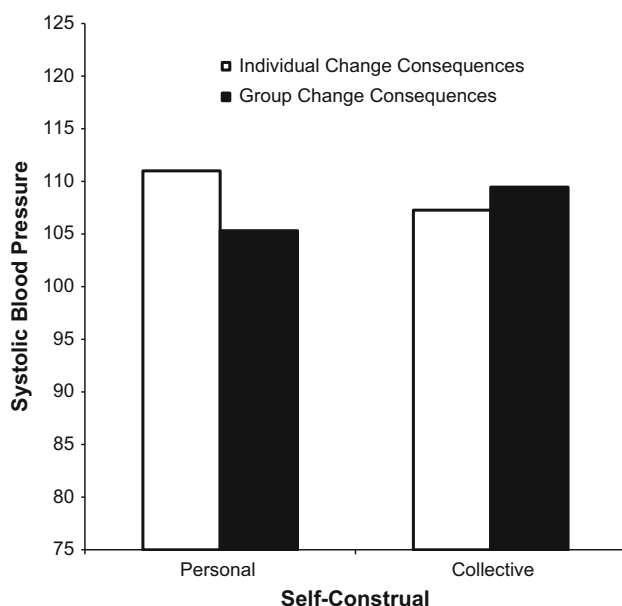 125
120
115
110
105
100
95
90
85
80
75
Systolic Blood Pressure
Individual Change Consequences
Group Change Consequences
Personal
Collective
Self-Construal